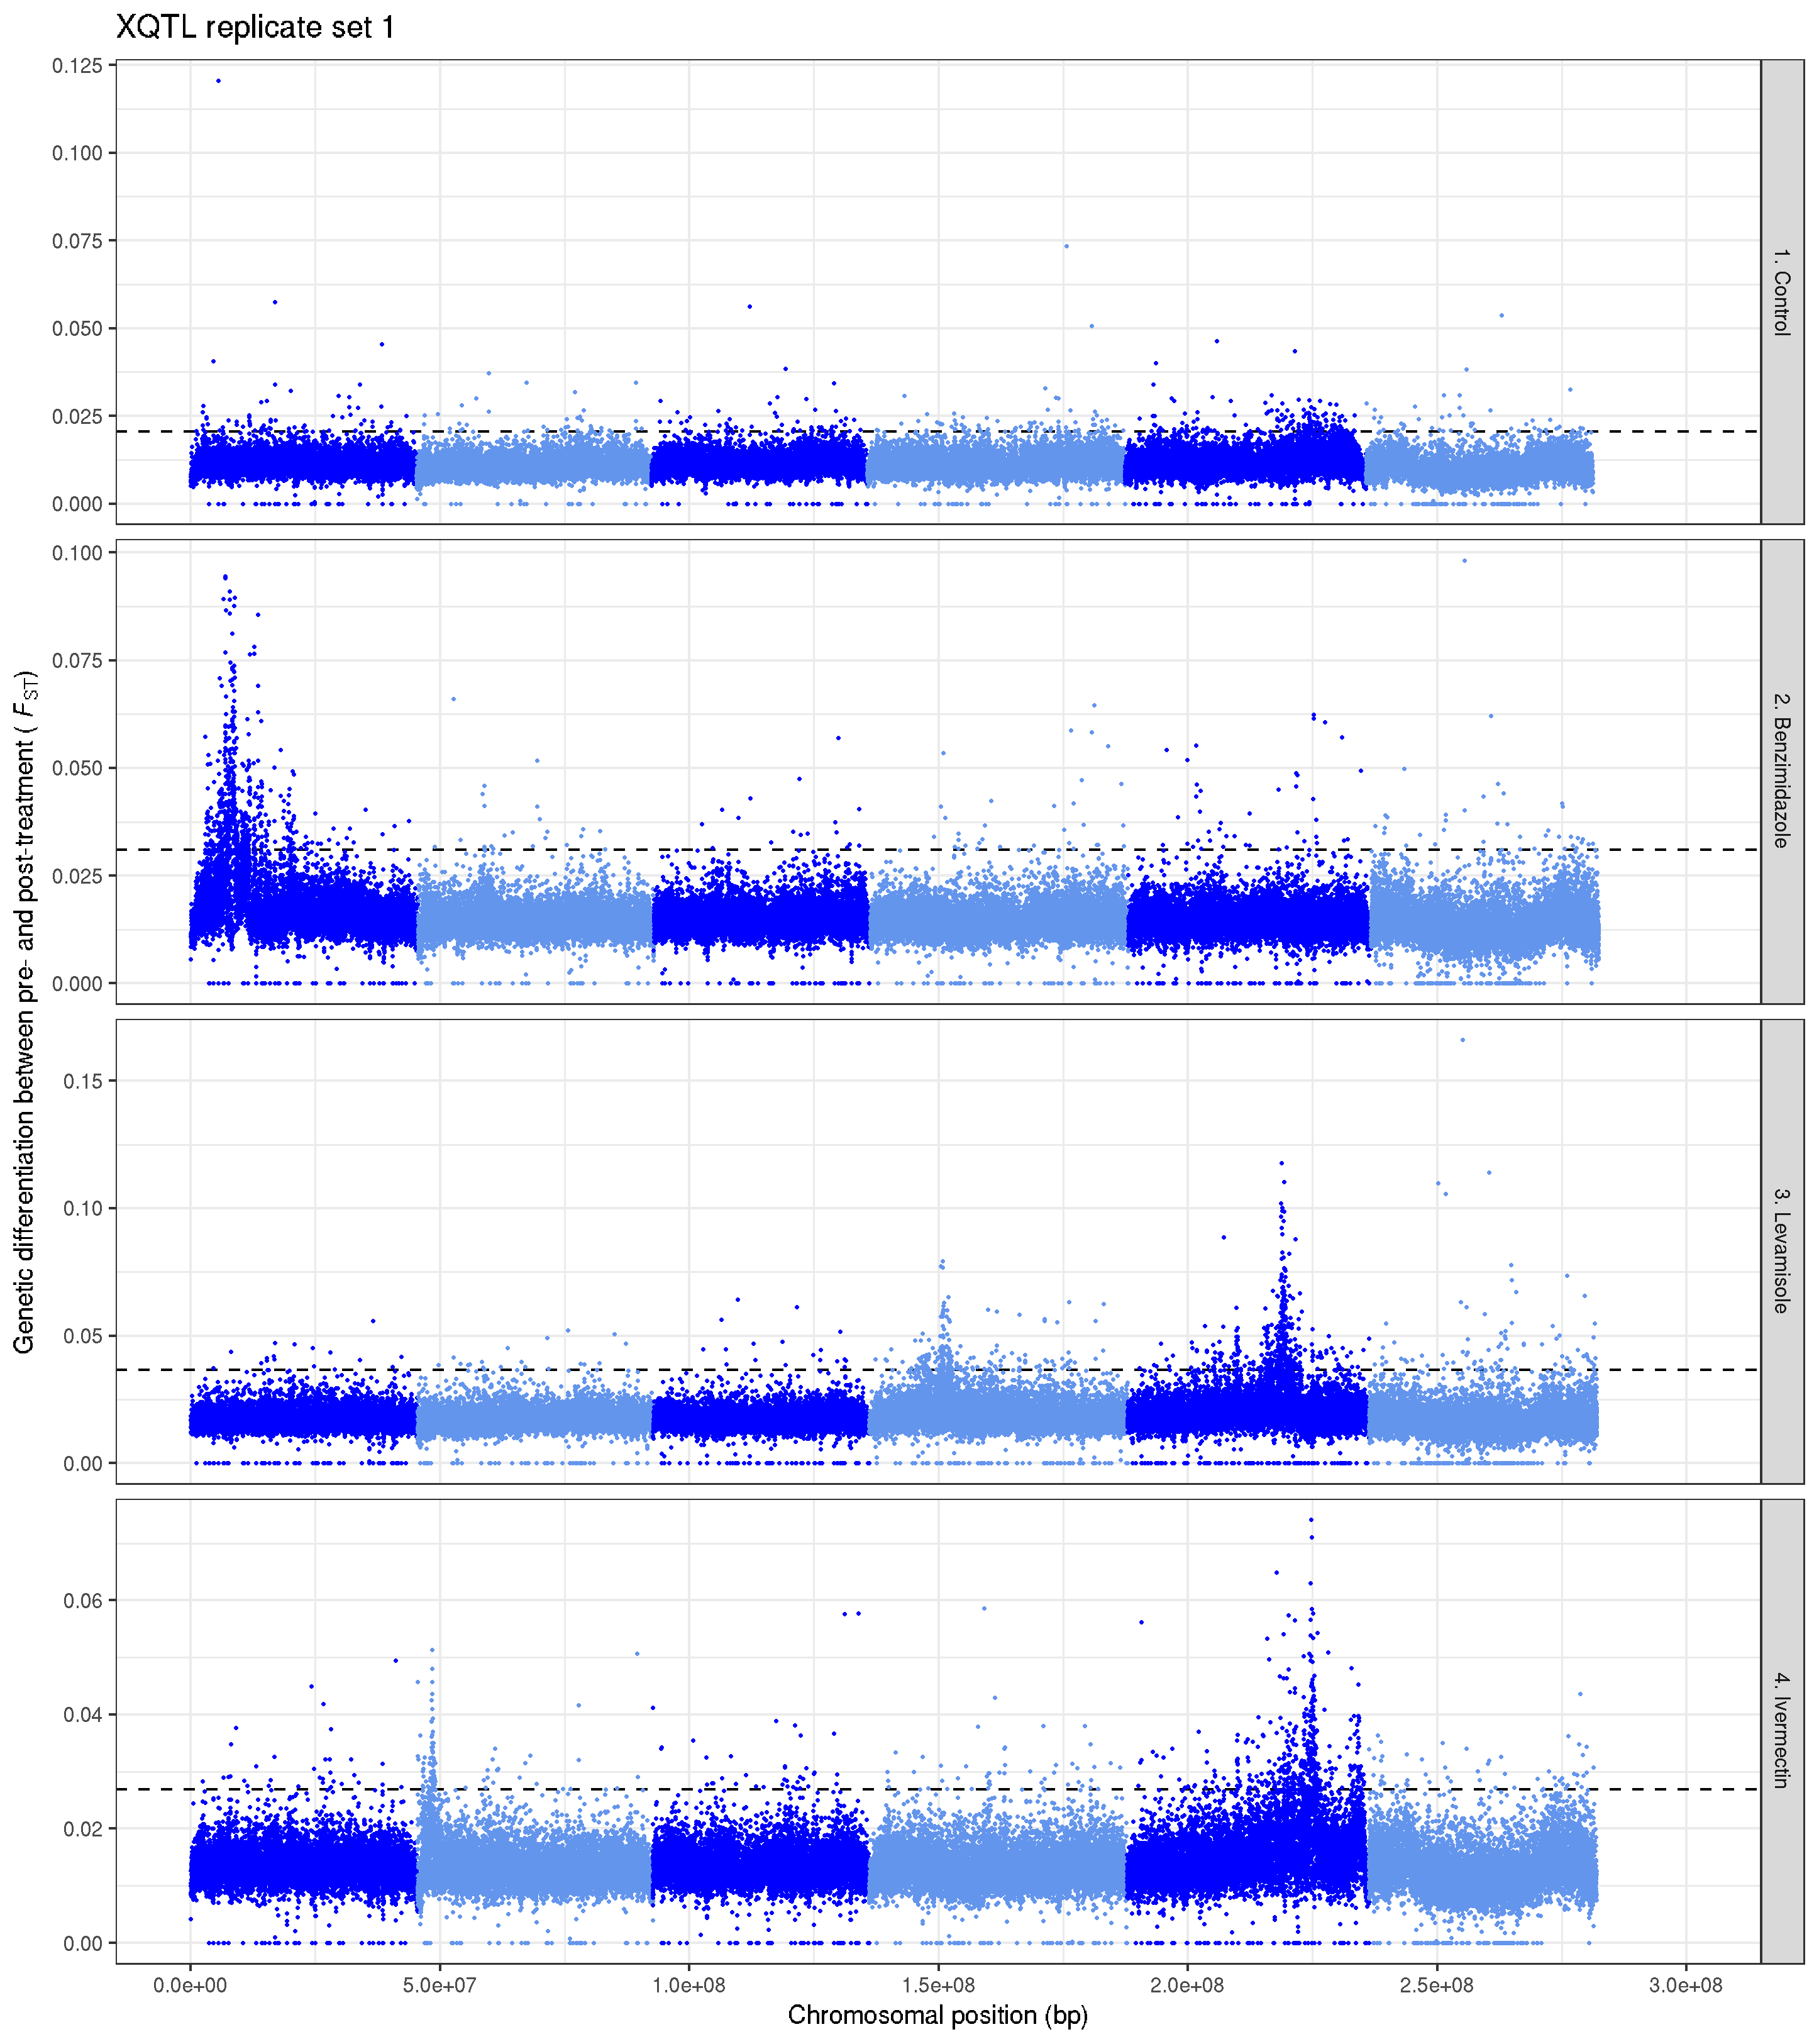 XQTL replicate set 1
Genetic differentiation between pre- and post-treatment ( FST)
0.125
0.100
0.075
0.050
0.025
0.000
1. Control
0.100
0.075
0.050
0.025
0.000
2. Benzimidazole
0.15
0.10
0.05
0.00
3. Levamisole
0.06
0.04
0.02
0.00
4. Ivermectin
0.0e+00 5.0e+07 1.0e+08 1.5e+08 2.0e+08 2.5e+08 3.0e+08
Chromosomal position (bp)